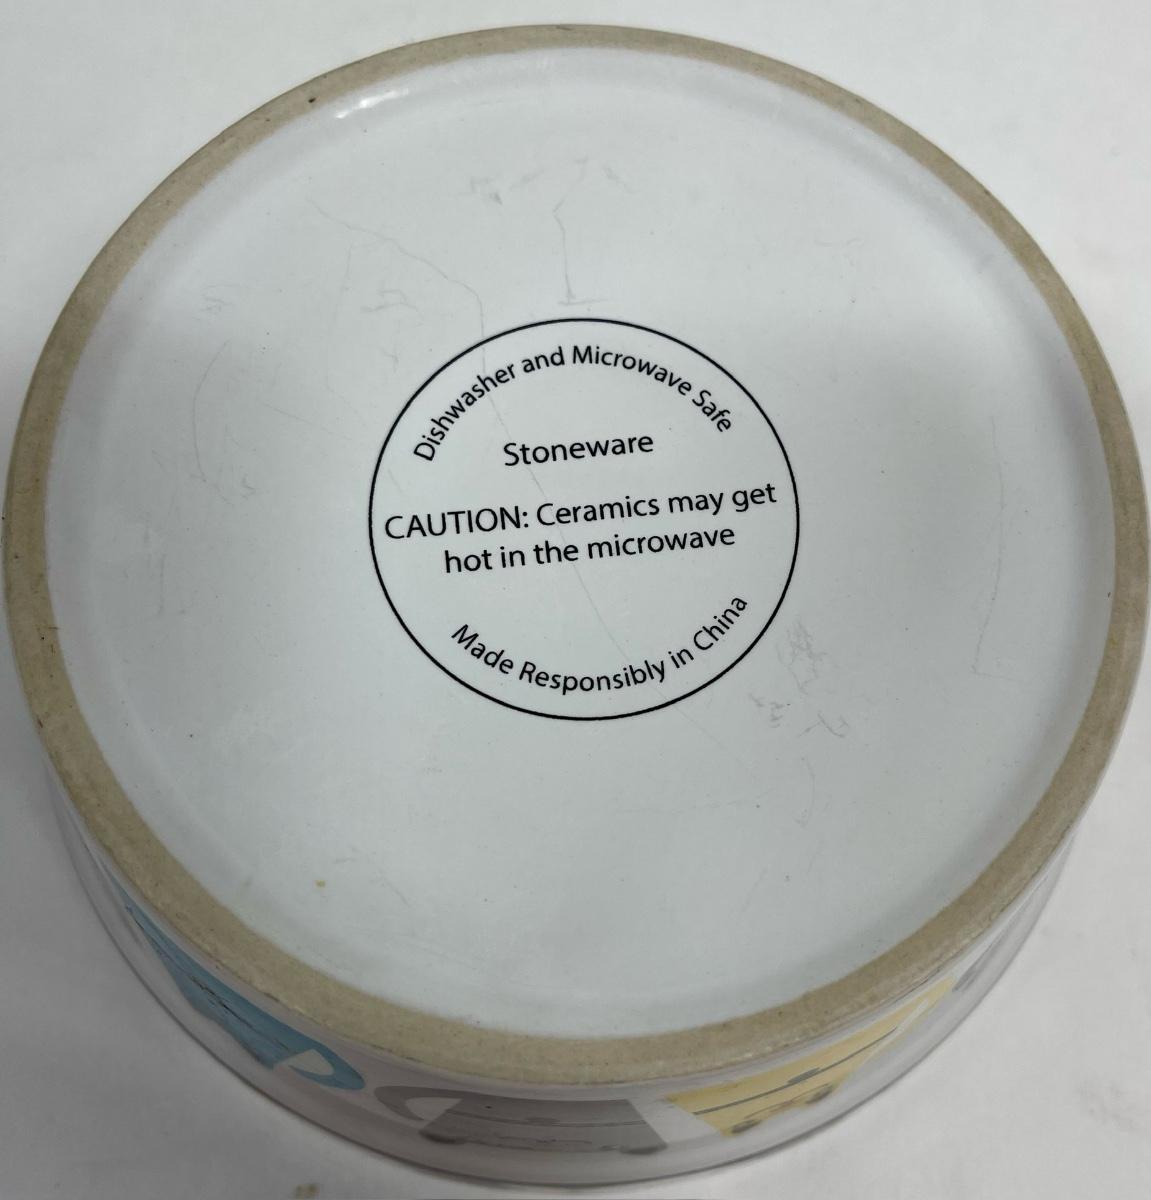 Dishwasher and Microwave Safe
Stoneware
CAUTION: Ceramics may get
hot in the microwave
Made Responsibly in China